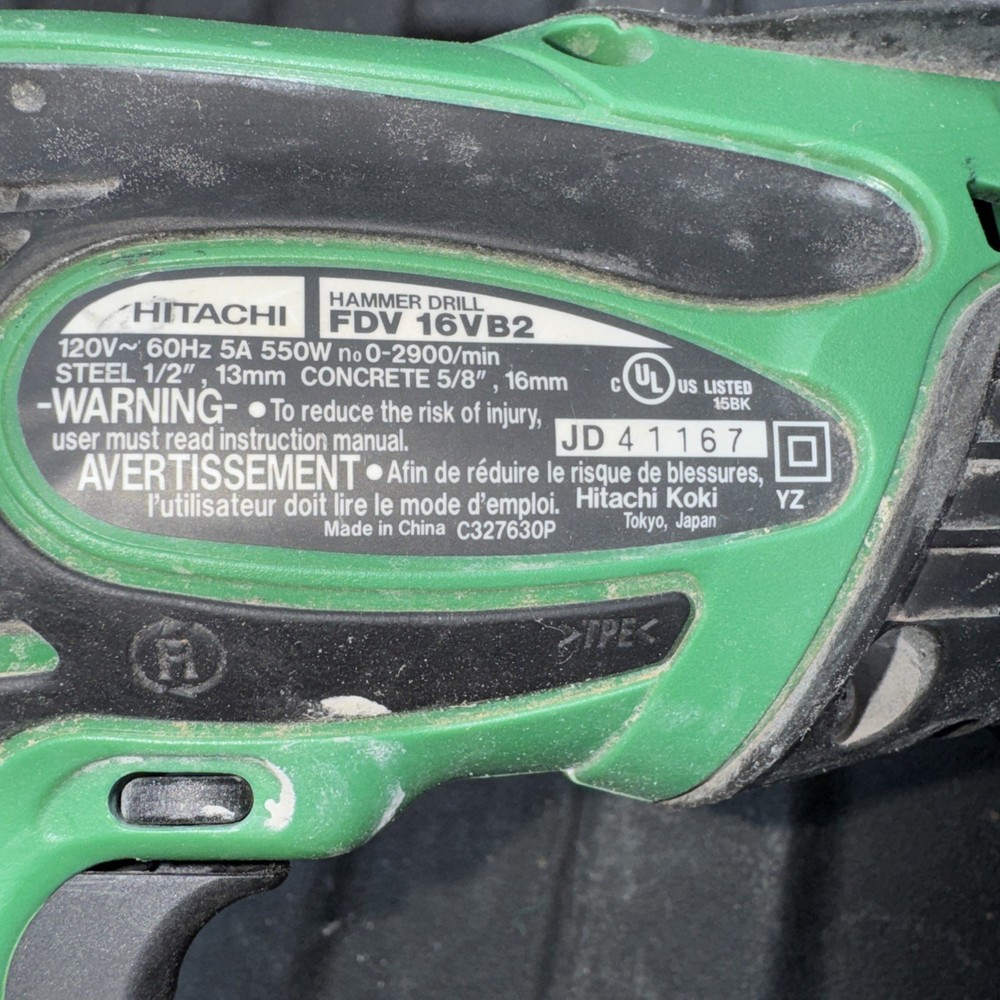 HITACHI
HAMMER DRILL
FDV 16VB2
120V~ 60Hz 5A 550W no 0-2900/min
STEEL 1/2", 13mm CONCRETE 5/8", 16mm
C UL US LISTED
15BK
-WARNING- ● To reduce the risk of injury,
user must read instruction manual.
JD 41167
AVERTISSEMENT ● Afin de réduire le risque de blessures,
l'utilisateur doit lire le mode d'emploi.
Hitachi Koki
YZ
Tokyo, Japan
Made in China C327630P
>TPE<